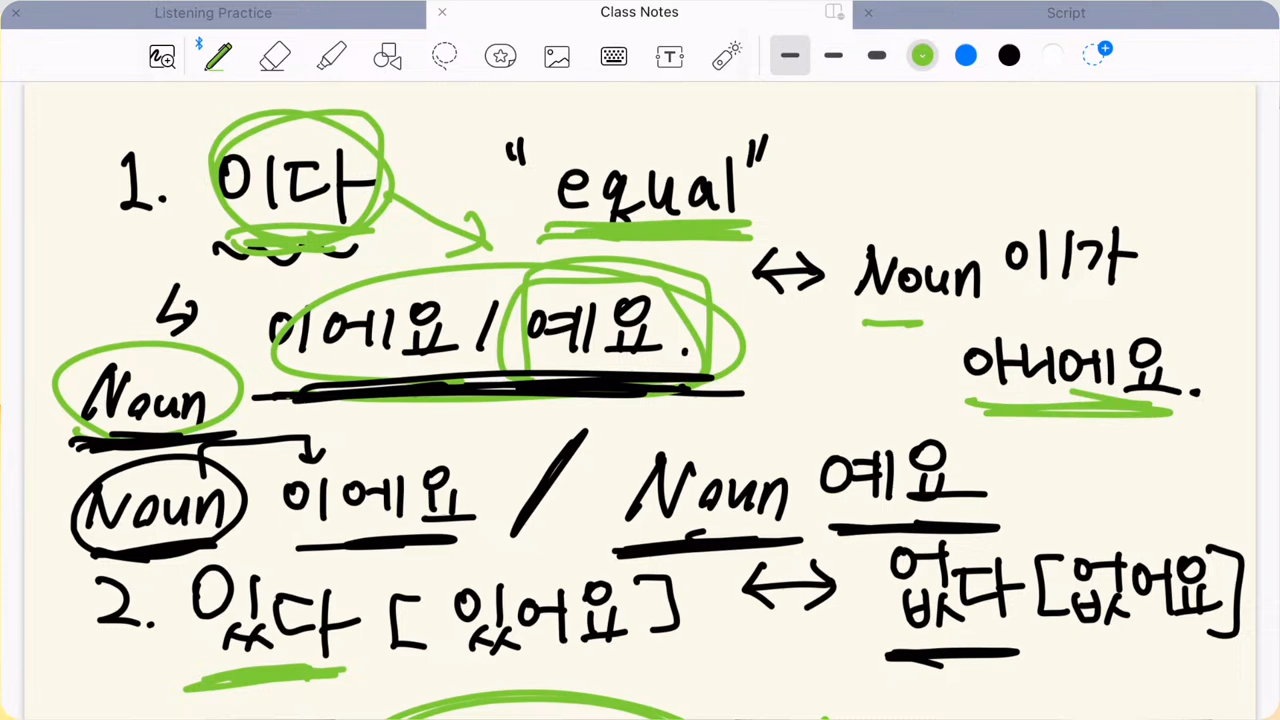 Listening Practice
Class Notes
Script
1. 이다 "equal"
이에요/예요. ↔ Noun 이/가
Noun 아니에요.
Noun 이에요 / Noun 예요
2. 있다 [있어요] ↔ 없다 [없어요]